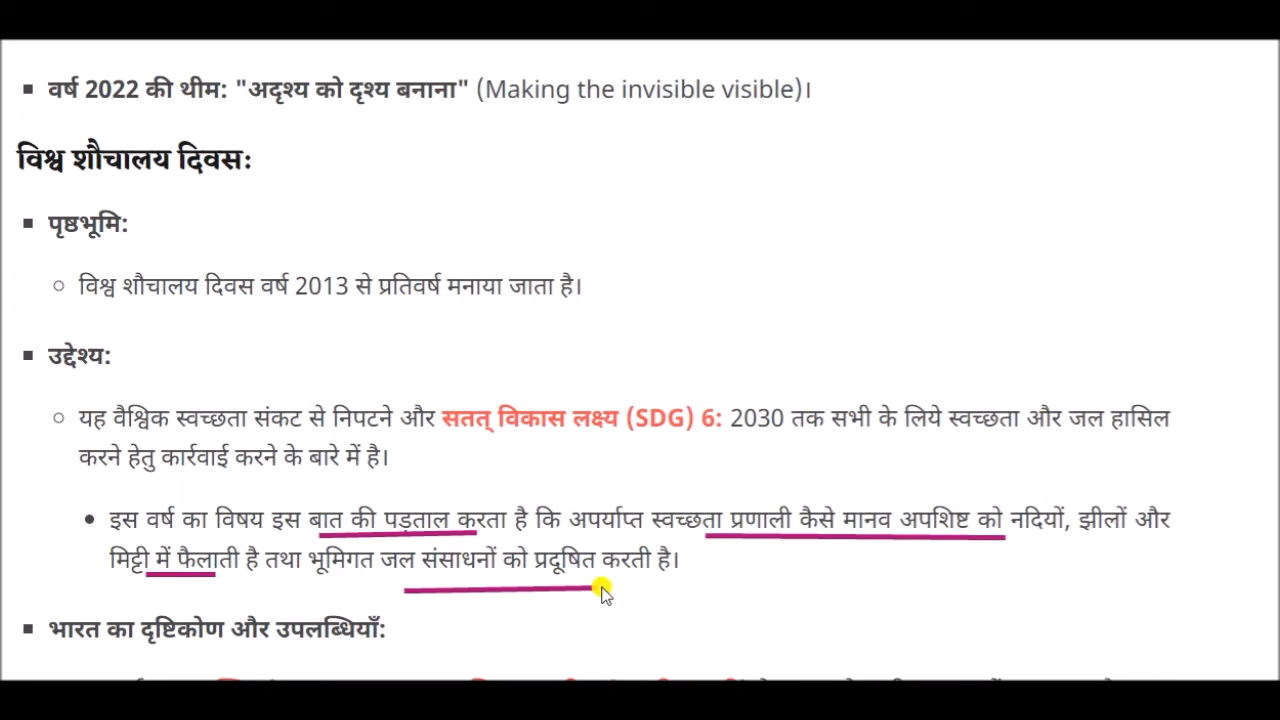 वर्ष 2022 की थीम: "अदृश्य को दृश्य बनाना" (Making the invisible visible)।
विश्व शौचालय दिवस:
पृष्ठभूमि:
विश्व शौचालय दिवस वर्ष 2013 से प्रतिवर्ष मनाया जाता है।
उद्देश्य:
यह वैश्विक स्वच्छता संकट से निपटने और सतत् विकास लक्ष्य (SDG) 6: 2030 तक सभी के लिये स्वच्छता और जल हासिल
करने हेतु कार्रवाई करने के बारे में है।
इस वर्ष का विषय इस बात की पड़ताल करता है कि अपर्याप्त स्वच्छता प्रणाली कैसे मानव अपशिष्ट को नदियों, झीलों और
मिट्टी में फैलाती है तथा भूमिगत जल संसाधनों को प्रदूषित करती है।
भारत का दृष्टिकोण और उपलब्धियाँ: